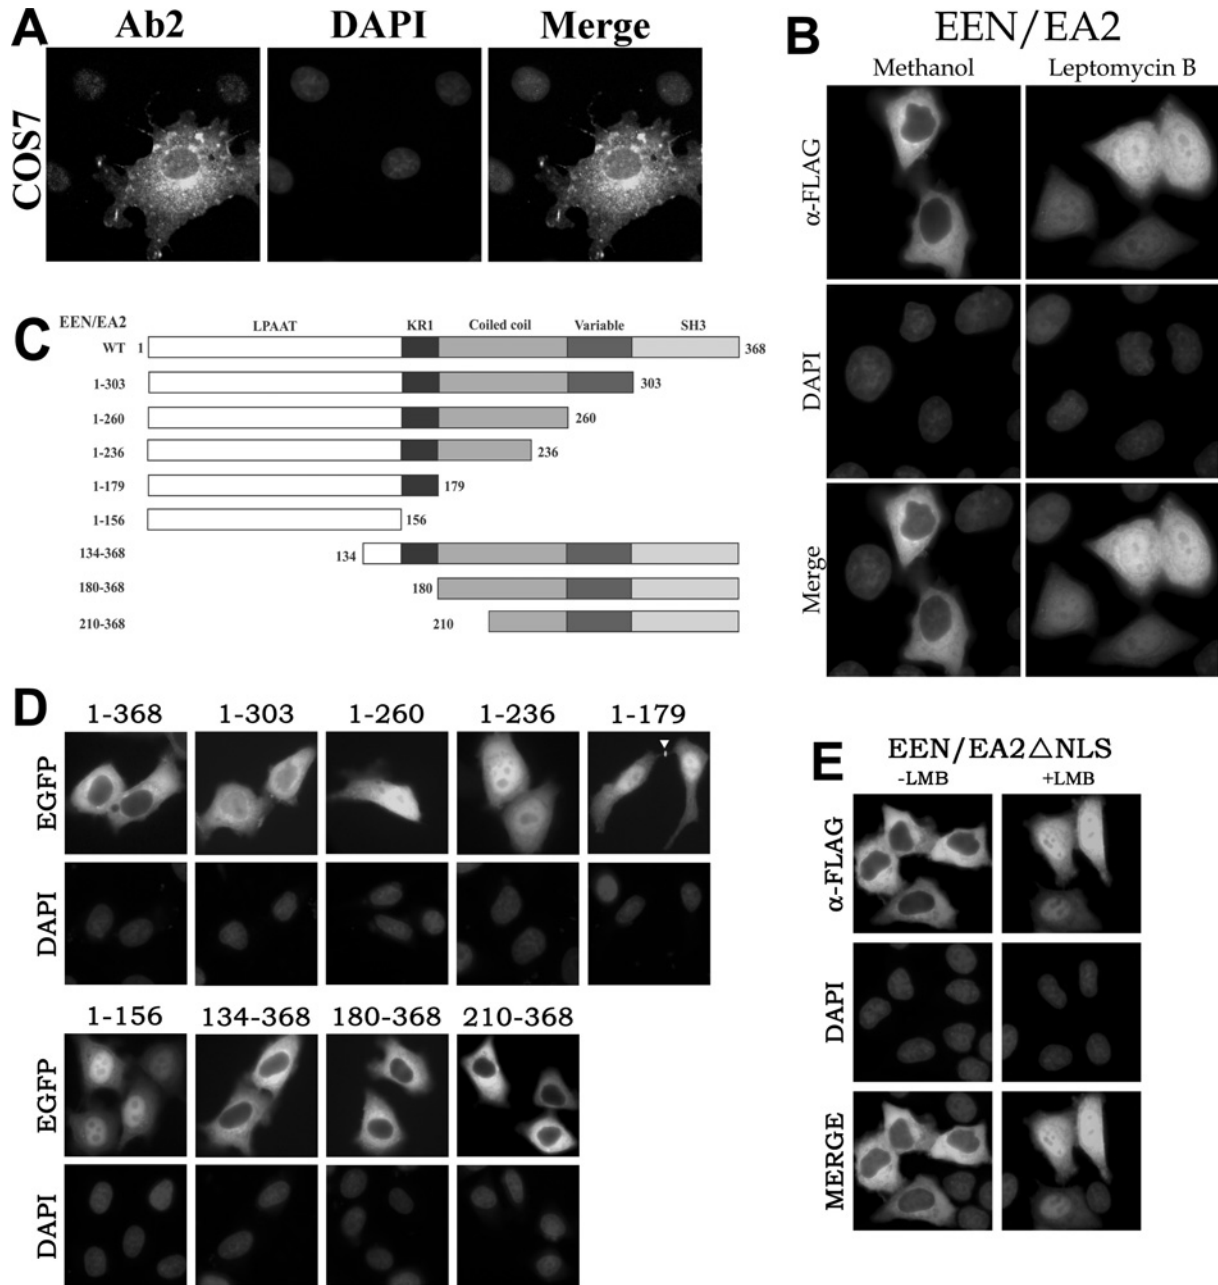 A
Ab2 DAPI Merge
COS7
B
EEN/EA2
Methanol Leptomycin B
α-FLAG
DAPI
Merge
C
EEN/EA2 LPAAT KR1 Coiled coil Variable SH3
WT 1 368
1-303 303
1-260 260
1-236 236
1-179 179
1-156 156
134-368 134
180-368 180
210-368 210
D
1-368 1-303 1-260 1-236 1-179
EGFP
DAPI
1-156 134-368 180-368 210-368
EGFP
DAPI
E
EEN/EA2△NLS
-LMB +LMB
α-FLAG
DAPI
MERGE